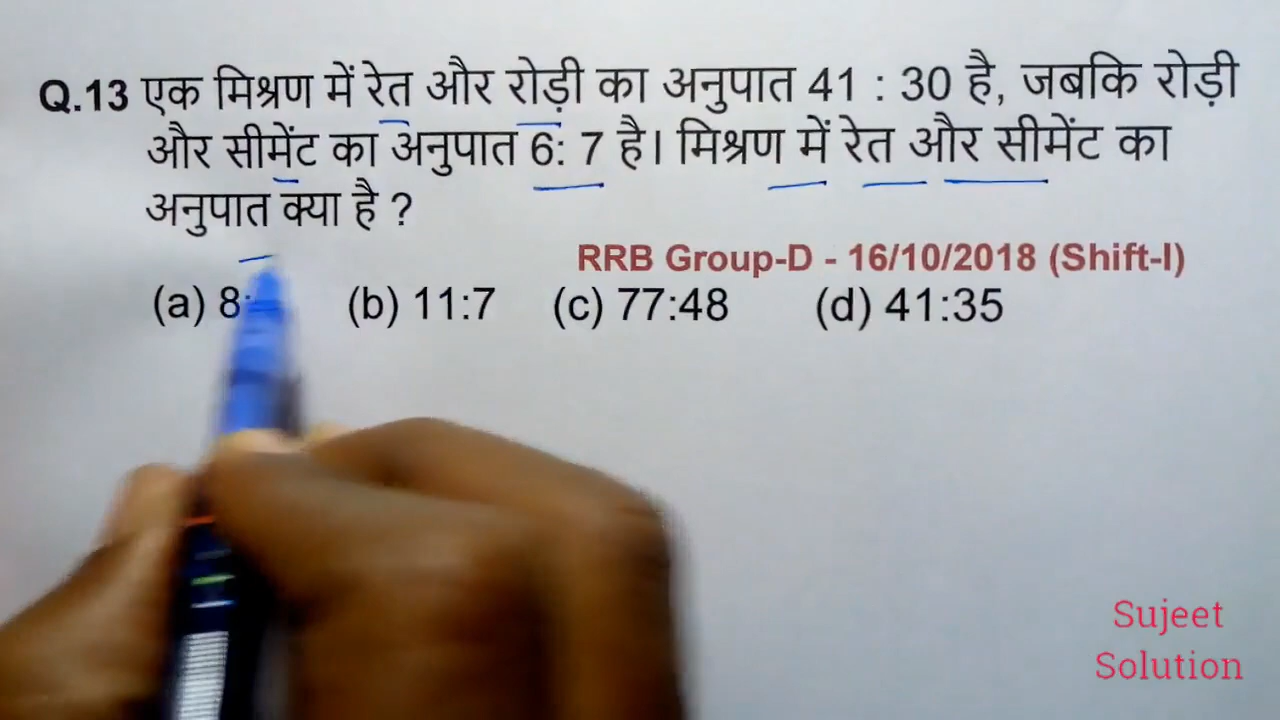 Q.13 एक मिश्रण में रेत और रोड़ी का अनुपात 41 : 30 है, जबकि रोड़ी
और सीमेंट का अनुपात 6: 7 है। मिश्रण में रेत और सीमेंट का
अनुपात क्या है ?
RRB Group-D - 16/10/2018 (Shift-I)
(a) 8: (b) 11:7 (c) 77:48 (d) 41:35
Sujeet
Solution